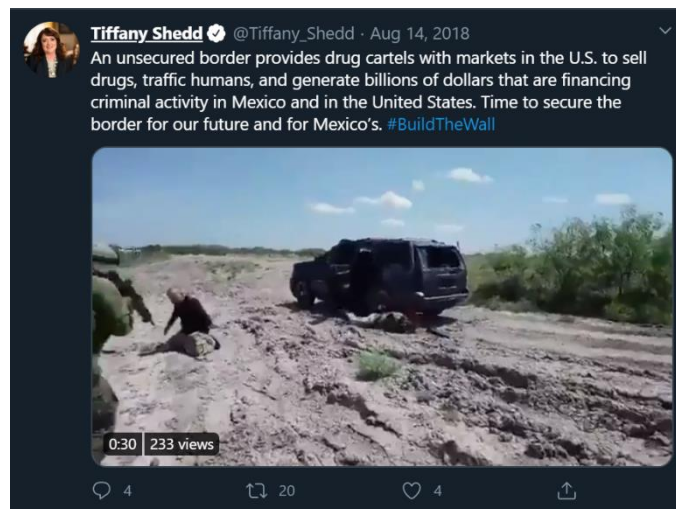 Tiffany Shedd @Tiffany_Shedd · Aug 14, 2018
An unsecured border provides drug cartels with markets in the U.S. to sell
drugs, traffic humans, and generate billions of dollars that are financing
criminal activity in Mexico and in the United States. Time to secure the
border for our future and for Mexico's. #BuildTheWall
0:30 233 views
4 20 4